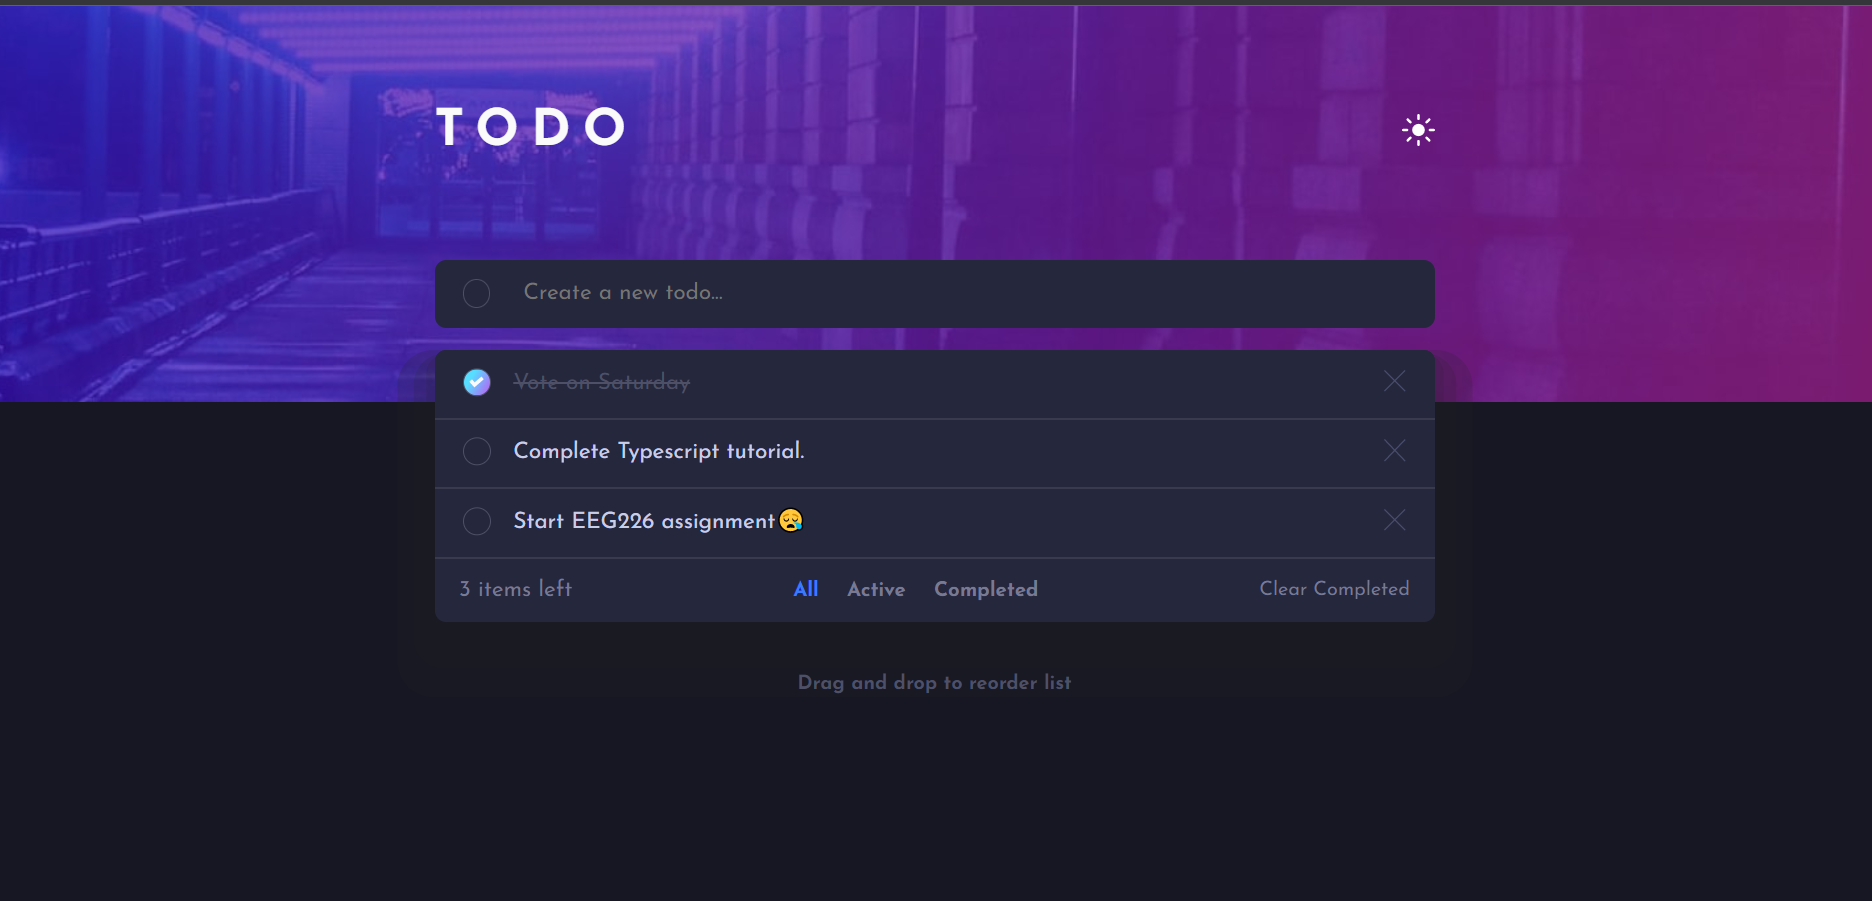 TODO
Create a new todo...
Vote on Saturday
Complete Typescript tutorial.
Start EEG226 assignment😪
3 items left All Active Completed Clear Completed
Drag and drop to reorder list